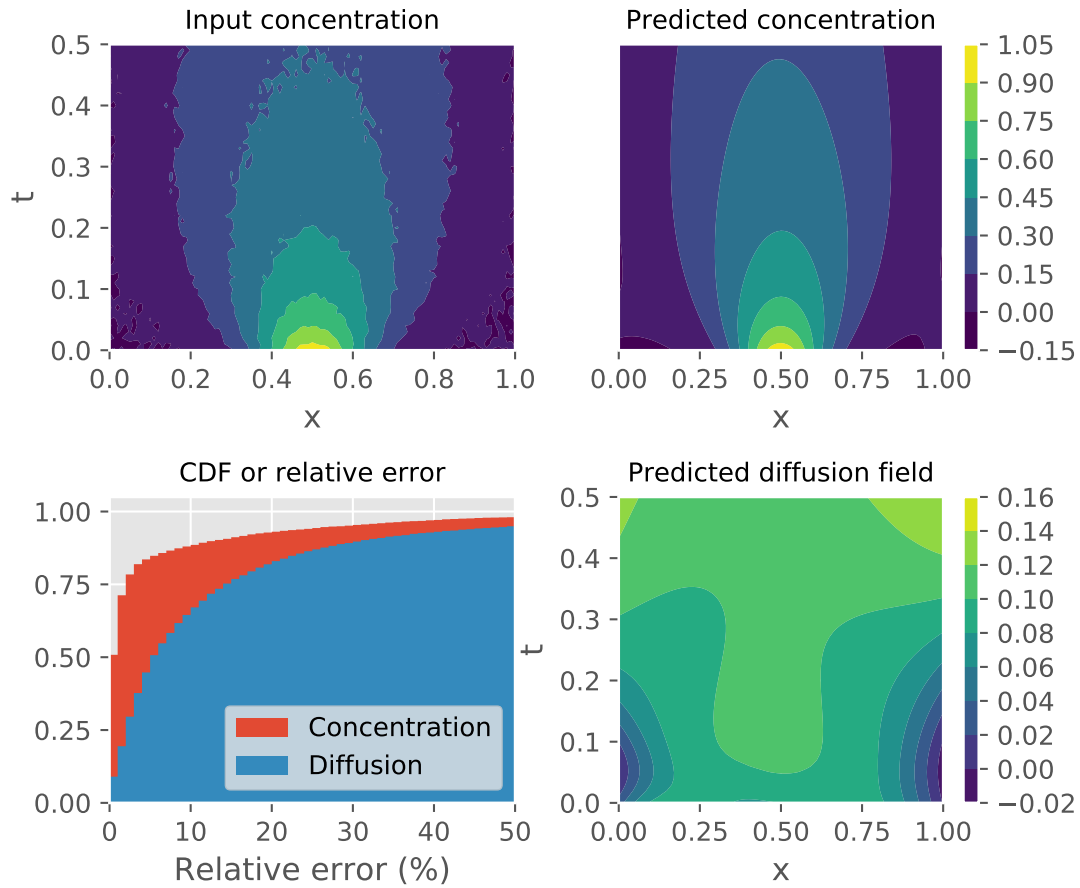 Input concentration
Predicted concentration
0.5
0.4
0.3
0.2
0.1
0.0
t
0.0 0.2 0.4 0.6 0.8 1.0
x
0.00 0.25 0.50 0.75 1.00
x
1.05
0.90
0.75
0.60
0.45
0.30
0.15
0.00
−0.15
CDF or relative error
Predicted diffusion field
1.00
0.75
0.50
0.25
0.00
Concentration
Diffusion
0 10 20 30 40 50
Relative error (%)
0.5
0.4
0.3
0.2
0.1
0.0
t
0.00 0.25 0.50 0.75 1.00
x
0.16
0.14
0.12
0.10
0.08
0.06
0.04
0.02
0.00
−0.02